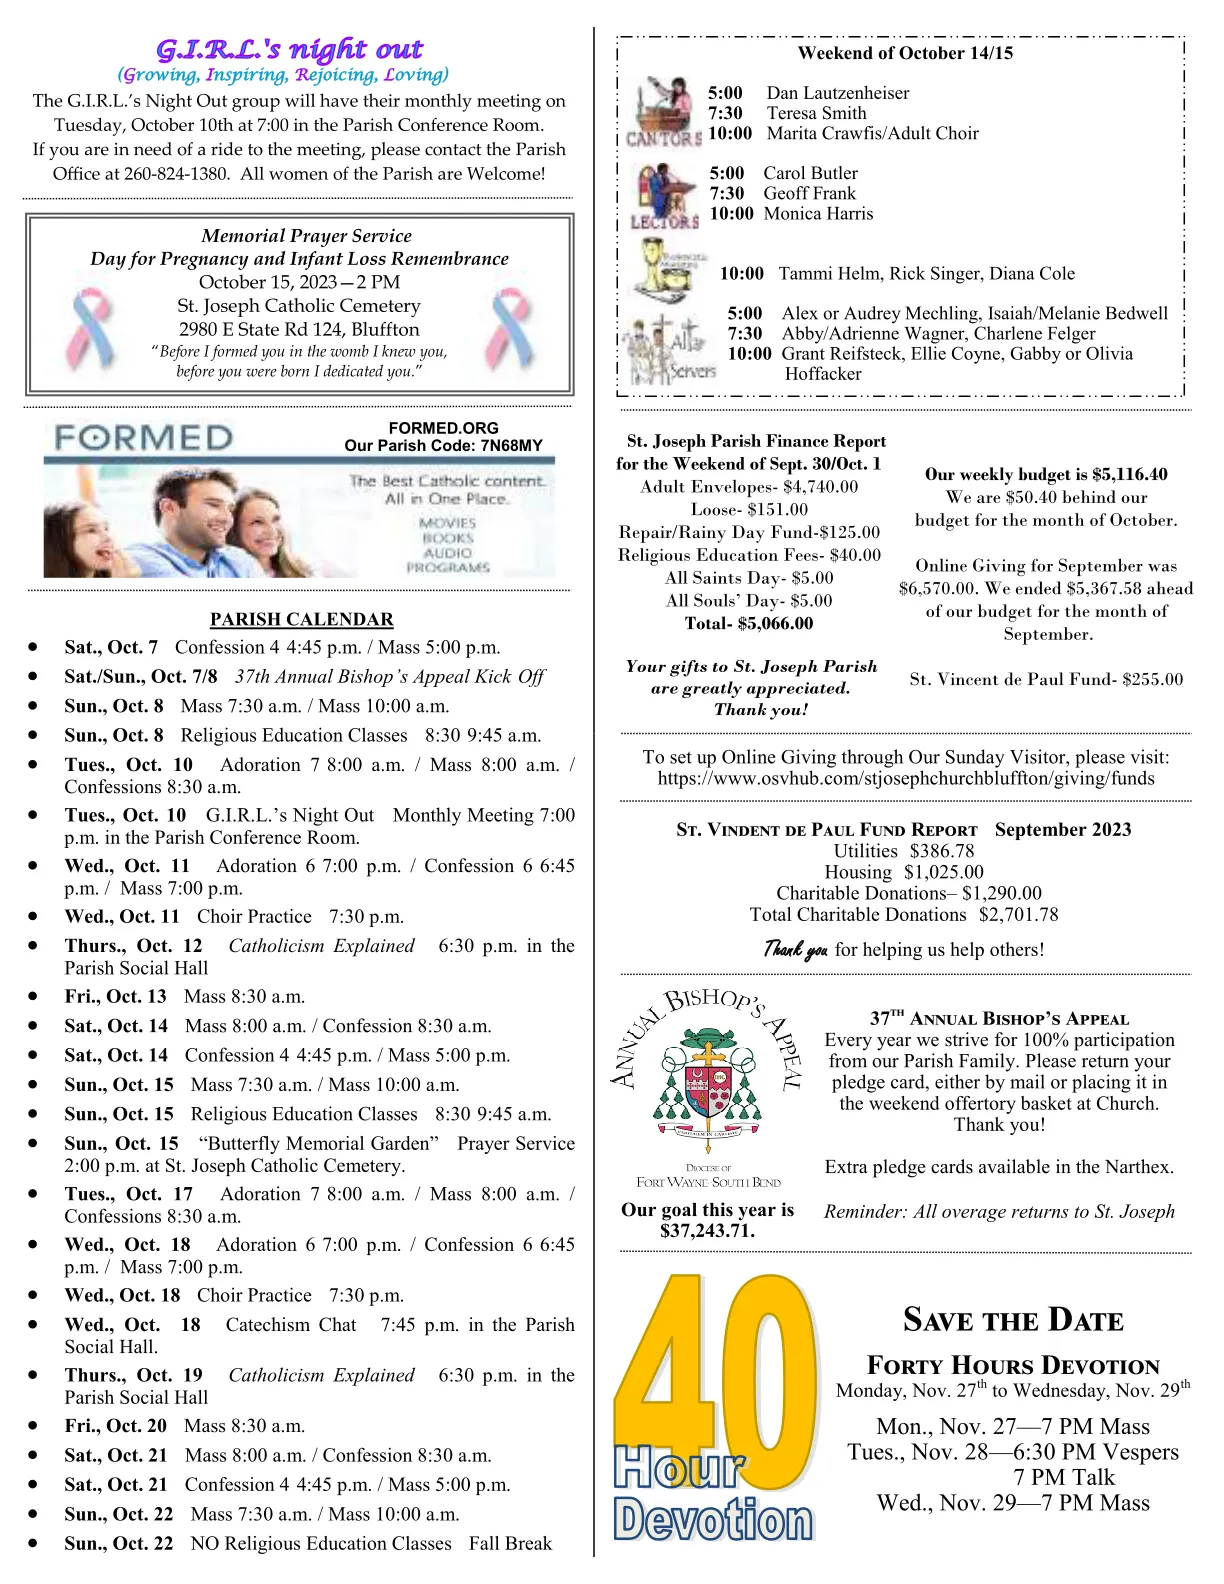 G.I.R.L.'s night out
(Growing, Inspiring, Rejoicing, Loving)
The G.I.R.L.’s Night Out group will have their monthly meeting on
Tuesday, October 10th at 7:00 in the Parish Conference Room.
If you are in need of a ride to the meeting, please contact the Parish
Office at 260-824-1380. All women of the Parish are Welcome!
Memorial Prayer Service
Day for Pregnancy and Infant Loss Remembrance
October 15, 2023—2 PM
St. Joseph Catholic Cemetery
2980 E State Rd 124, Bluffton
“Before I formed you in the womb I knew you,
before you were born I dedicated you.”
FORMED
FORMED.ORG
Our Parish Code: 7N68MY
The Best Catholic content.
All in One Place.
MOVIES
BOOKS
AUDIO
PROGRAMS
PARISH CALENDAR
• Sat., Oct. 7 Confession 4 4:45 p.m. / Mass 5:00 p.m.
• Sat./Sun., Oct. 7/8 37th Annual Bishop’s Appeal Kick Off
• Sun., Oct. 8 Mass 7:30 a.m. / Mass 10:00 a.m.
• Sun., Oct. 8 Religious Education Classes 8:30 9:45 a.m.
• Tues., Oct. 10 Adoration 7 8:00 a.m. / Mass 8:00 a.m. /
Confessions 8:30 a.m.
• Tues., Oct. 10 G.I.R.L.’s Night Out Monthly Meeting 7:00
p.m. in the Parish Conference Room.
• Wed., Oct. 11 Adoration 6 7:00 p.m. / Confession 6 6:45
p.m. / Mass 7:00 p.m.
• Wed., Oct. 11 Choir Practice 7:30 p.m.
• Thurs., Oct. 12 Catholicism Explained 6:30 p.m. in the
Parish Social Hall
• Fri., Oct. 13 Mass 8:30 a.m.
• Sat., Oct. 14 Mass 8:00 a.m. / Confession 8:30 a.m.
• Sat., Oct. 14 Confession 4 4:45 p.m. / Mass 5:00 p.m.
• Sun., Oct. 15 Mass 7:30 a.m. / Mass 10:00 a.m.
• Sun., Oct. 15 Religious Education Classes 8:30 9:45 a.m.
• Sun., Oct. 15 “Butterfly Memorial Garden” Prayer Service
2:00 p.m. at St. Joseph Catholic Cemetery.
• Tues., Oct. 17 Adoration 7 8:00 a.m. / Mass 8:00 a.m. /
Confessions 8:30 a.m.
• Wed., Oct. 18 Adoration 6 7:00 p.m. / Confession 6 6:45
p.m. / Mass 7:00 p.m.
• Wed., Oct. 18 Choir Practice 7:30 p.m.
• Wed., Oct. 18 Catechism Chat 7:45 p.m. in the Parish
Social Hall.
• Thurs., Oct. 19 Catholicism Explained 6:30 p.m. in the
Parish Social Hall
• Fri., Oct. 20 Mass 8:30 a.m.
• Sat., Oct. 21 Mass 8:00 a.m. / Confession 8:30 a.m.
• Sat., Oct. 21 Confession 4 4:45 p.m. / Mass 5:00 p.m.
• Sun., Oct. 22 Mass 7:30 a.m. / Mass 10:00 a.m.
• Sun., Oct. 22 NO Religious Education Classes Fall Break
Weekend of October 14/15
CANTORS
5:00 Dan Lautzenheiser
7:30 Teresa Smith
10:00 Marita Crawfis/Adult Choir
LECTORS
5:00 Carol Butler
7:30 Geoff Frank
10:00 Monica Harris
10:00 Tammi Helm, Rick Singer, Diana Cole
Altar
Servers
5:00 Alex or Audrey Mechling, Isaiah/Melanie Bedwell
7:30 Abby/Adrienne Wagner, Charlene Felger
10:00 Grant Reifsteck, Ellie Coyne, Gabby or Olivia
Hoffacker
St. Joseph Parish Finance Report
for the Weekend of Sept. 30/Oct. 1
Adult Envelopes- $4,740.00
Loose- $151.00
Repair/Rainy Day Fund-$125.00
Religious Education Fees- $40.00
All Saints Day- $5.00
All Souls’ Day- $5.00
Total- $5,066.00
Your gifts to St. Joseph Parish
are greatly appreciated.
Thank you!
Our weekly budget is $5,116.40
We are $50.40 behind our
budget for the month of October.
Online Giving for September was
$6,570.00. We ended $5,367.58 ahead
of our budget for the month of
September.
St. Vincent de Paul Fund- $255.00
To set up Online Giving through Our Sunday Visitor, please visit:
https://www.osvhub.com/stjosephchurchbluffton/giving/funds
St. Vindent de Paul Fund Report September 2023
Utilities $386.78
Housing $1,025.00
Charitable Donations– $1,290.00
Total Charitable Donations $2,701.78
Thank you for helping us help others!
Annual Bishop's Appeal
Diocese of
Fort Wayne-South Bend
Our goal this year is
$37,243.71.
37TH Annual Bishop’s Appeal
Every year we strive for 100% participation
from our Parish Family. Please return your
pledge card, either by mail or placing it in
the weekend offertory basket at Church.
Thank you!
Extra pledge cards available in the Narthex.
Reminder: All overage returns to St. Joseph
40
Hour
Devotion
Save the Date
Forty Hours Devotion
Monday, Nov. 27th to Wednesday, Nov. 29th
Mon., Nov. 27—7 PM Mass
Tues., Nov. 28—6:30 PM Vespers
7 PM Talk
Wed., Nov. 29—7 PM Mass